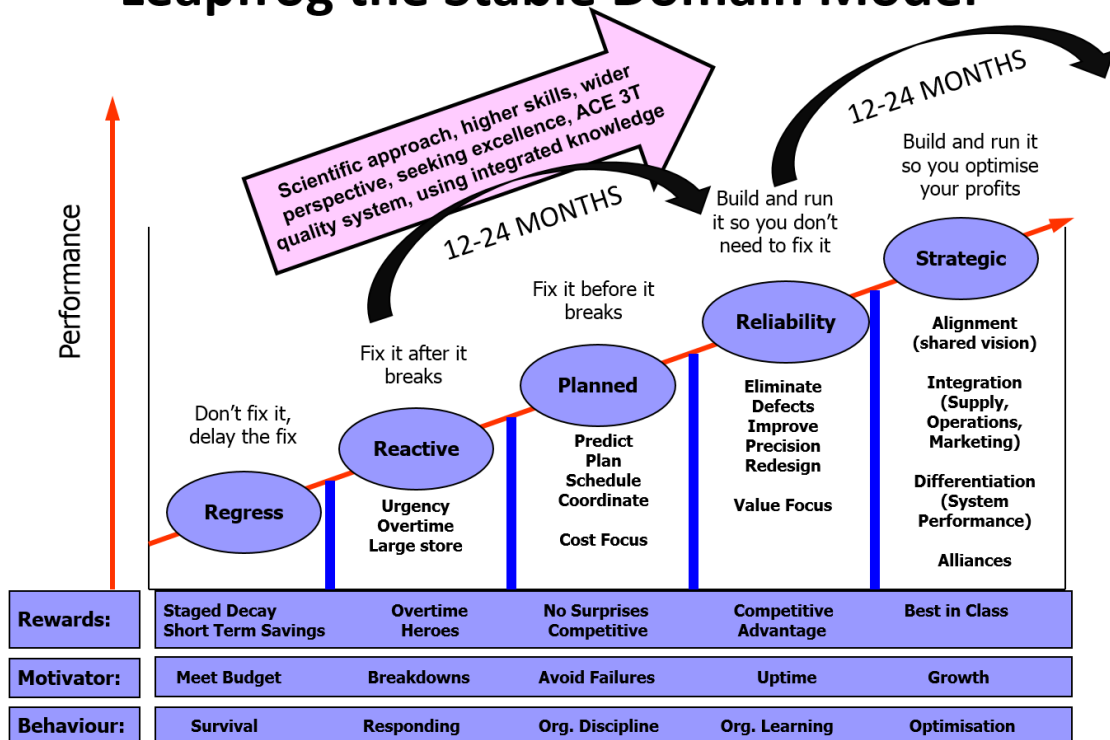 Leapfrog the Stable Domain Model
Scientific approach, higher skills, wider
perspective, seeking excellence, ACE 3T
quality system, using integrated knowledge
12-24 MONTHS
12-24 MONTHS
Performance
Don't fix it,
delay the fix
Fix it after it
breaks
Fix it before it
breaks
Build and run
it so you don't
need to fix it
Build and run it
so you optimise
your profits
Regress
Reactive
Planned
Reliability
Strategic
Urgency
Overtime
Large store
Predict
Plan
Schedule
Coordinate
Cost Focus
Eliminate
Defects
Improve
Precision
Redesign
Value Focus
Alignment
(shared vision)
Integration
(Supply,
Operations,
Marketing)
Differentiation
(System
Performance)
Alliances
Rewards:
Staged Decay
Short Term Savings
Overtime
Heroes
No Surprises
Competitive
Competitive
Advantage
Best in Class
Motivator:
Meet Budget
Breakdowns
Avoid Failures
Uptime
Growth
Behaviour:
Survival
Responding
Org. Discipline
Org. Learning
Optimisation